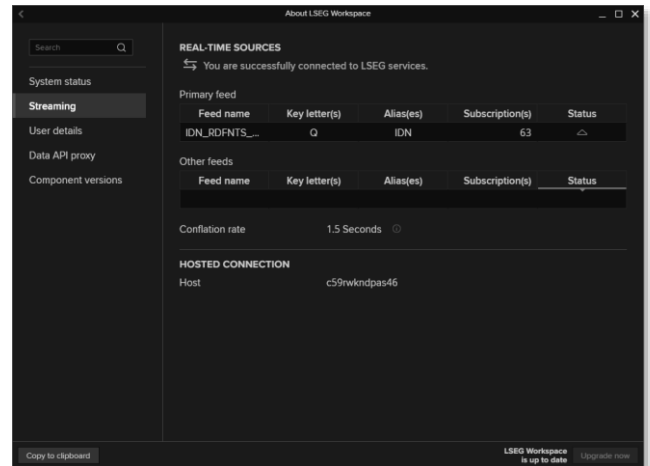 About LSEG Workspace
Search
System status
Streaming
User details
Data API proxy
Component versions
REAL-TIME SOURCES
You are successfully connected to LSEG services.
Primary feed
Feed name Key letter(s) Alias(es) Subscription(s) Status
IDN_RDFNTS_... Q IDN 63
Other feeds
Feed name Key letter(s) Alias(es) Subscription(s) Status
Conflation rate 1.5 Seconds
HOSTED CONNECTION
Host c59rwkndpas46
Copy to clipboard
LSEG Workspace
is up to date
Upgrade now